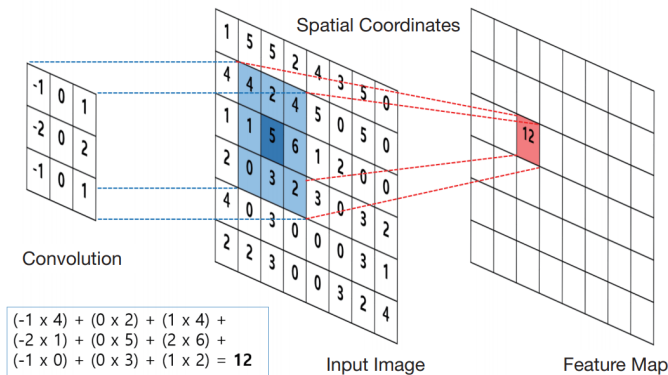 Spatial Coordinates
-1 0 1
-2 0 2
-1 0 1
Convolution
1 5 5 2 4 3 5 0
4 4 2 4 5 0 5 0
1 1 5 6 1 2 0 0
2 0 3 2 3 0 3 2
4 0 3 0 0 0 3 1
2 2 3 0 0 3 2 4
Input Image
12
Feature Map
(-1 x 4) + (0 x 2) + (1 x 4) +
(-2 x 1) + (0 x 5) + (2 x 6) +
(-1 x 0) + (0 x 3) + (1 x 2) = 12